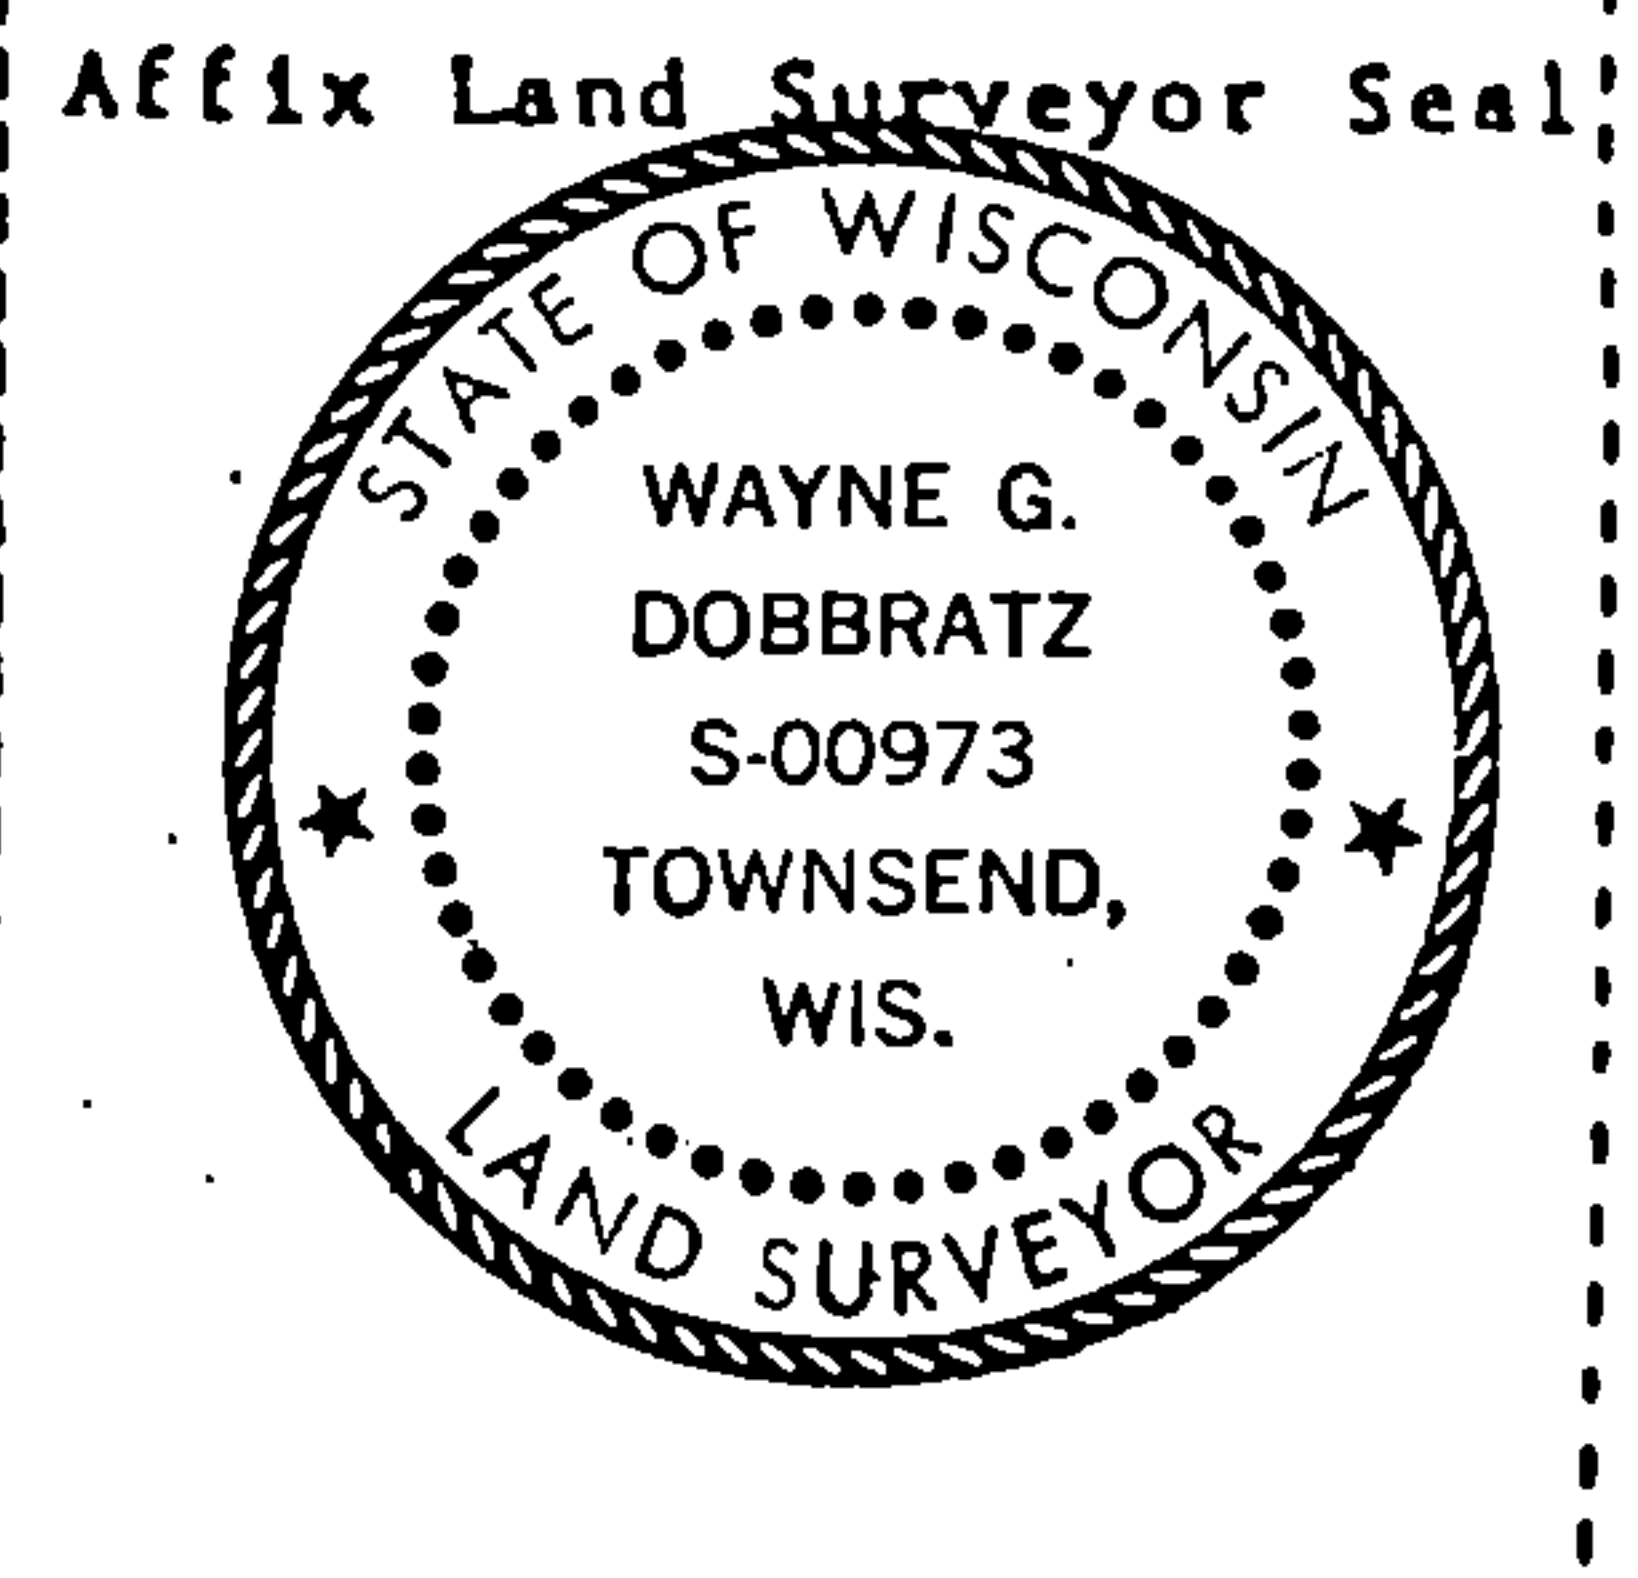 Affix Land Surveyor Seal
STATE OF WISCONSIN
WAYNE G.
DOBBRATZ
S-00973
TOWNSEND,
WIS.
LAND SURVEYOR